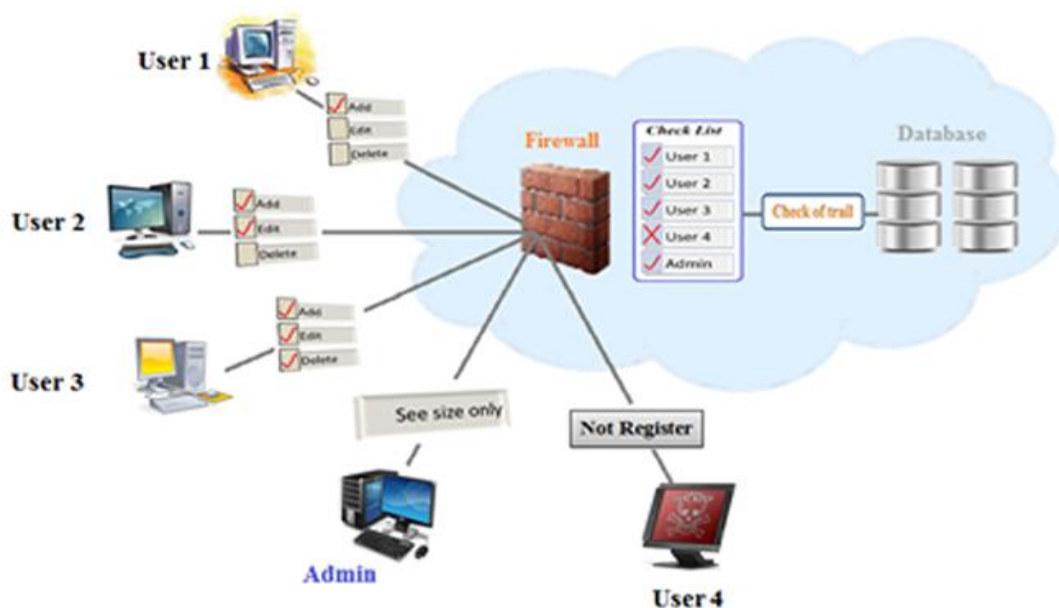 User 1
Add
Edit
Delete
User 2
Add
Edit
Delete
User 3
Add
Edit
Delete
Firewall
Check List
User 1
User 2
User 3
User 4
Admin
Check of trail
Database
See size only
Admin
Not Register
User 4